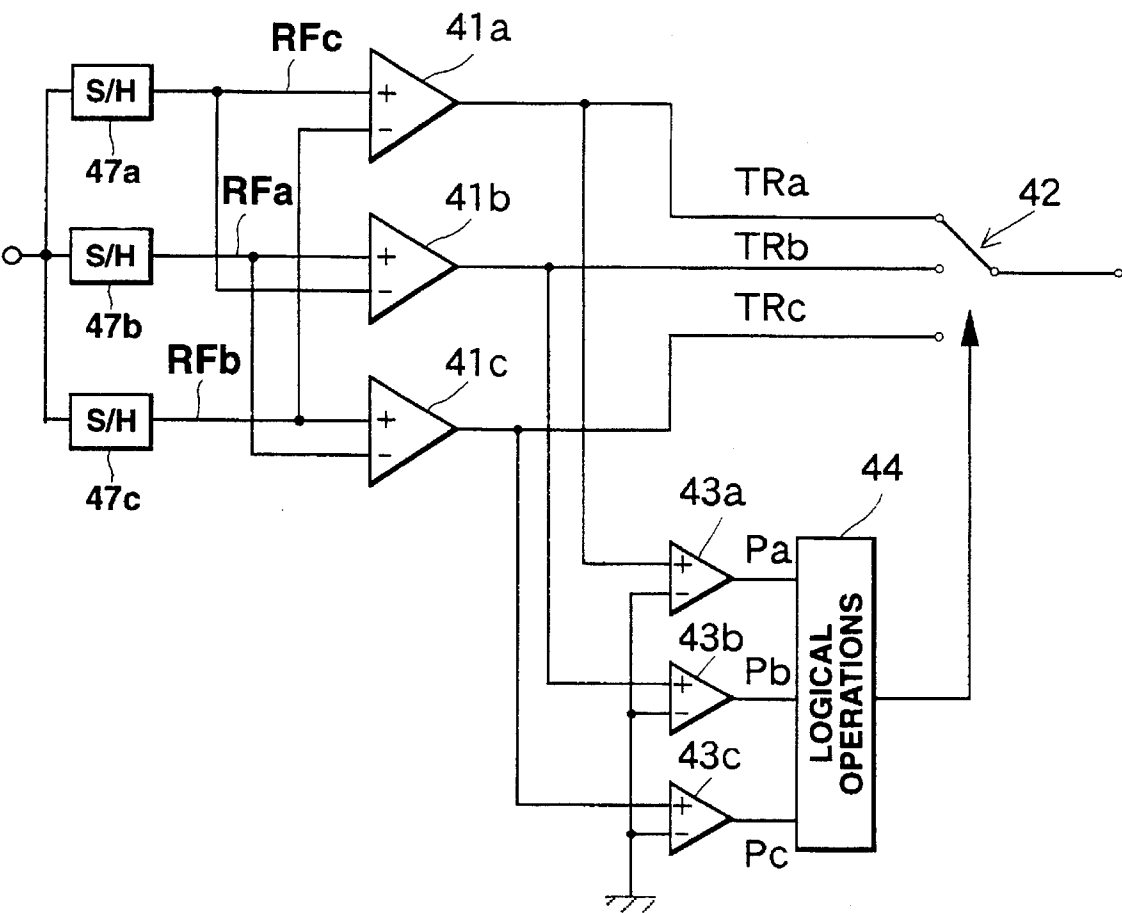 RFc
41a
S/H
+
−
47a
RFa
41b
TRa
42
S/H
+
−
TRb
47b
TRc
RFb
41c
S/H
+
−
47c
43a
44
Pa
+
−
43b
Pb
+
−
LOGICAL
OPERATIONS
43c
+
−
Pc